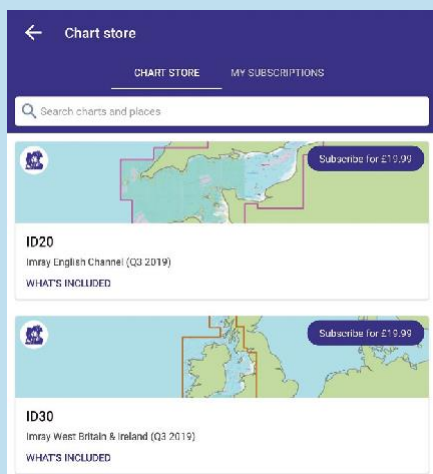 Chart store
CHART STORE MY SUBSCRIPTIONS
Search charts and places
Subscribe for £19.99
ID20
Imray English Channel (Q3 2019)
WHAT'S INCLUDED
Subscribe for £19.99
ID30
Imray West Britain & Ireland (Q3 2019)
WHAT'S INCLUDED